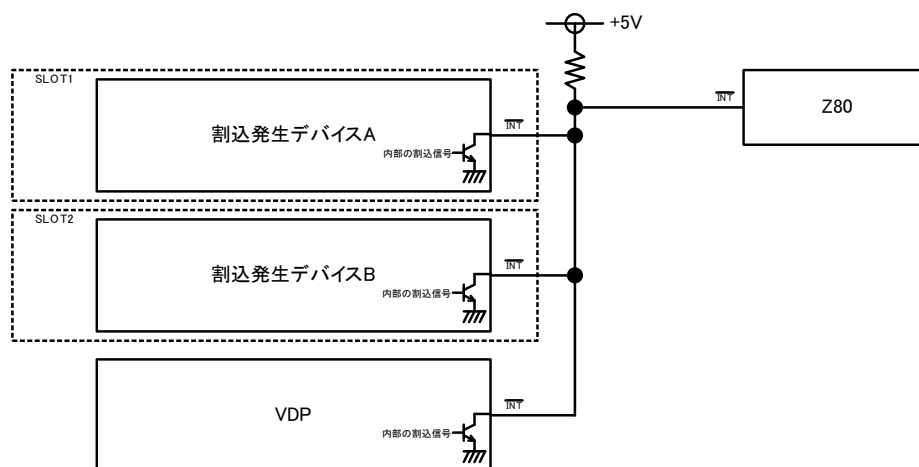 +5V
SLOT1
割込発生デバイスA
INT
内部の割込信号
INT
Z80
SLOT2
割込発生デバイスB
INT
内部の割込信号
VDP
INT
内部の割込信号